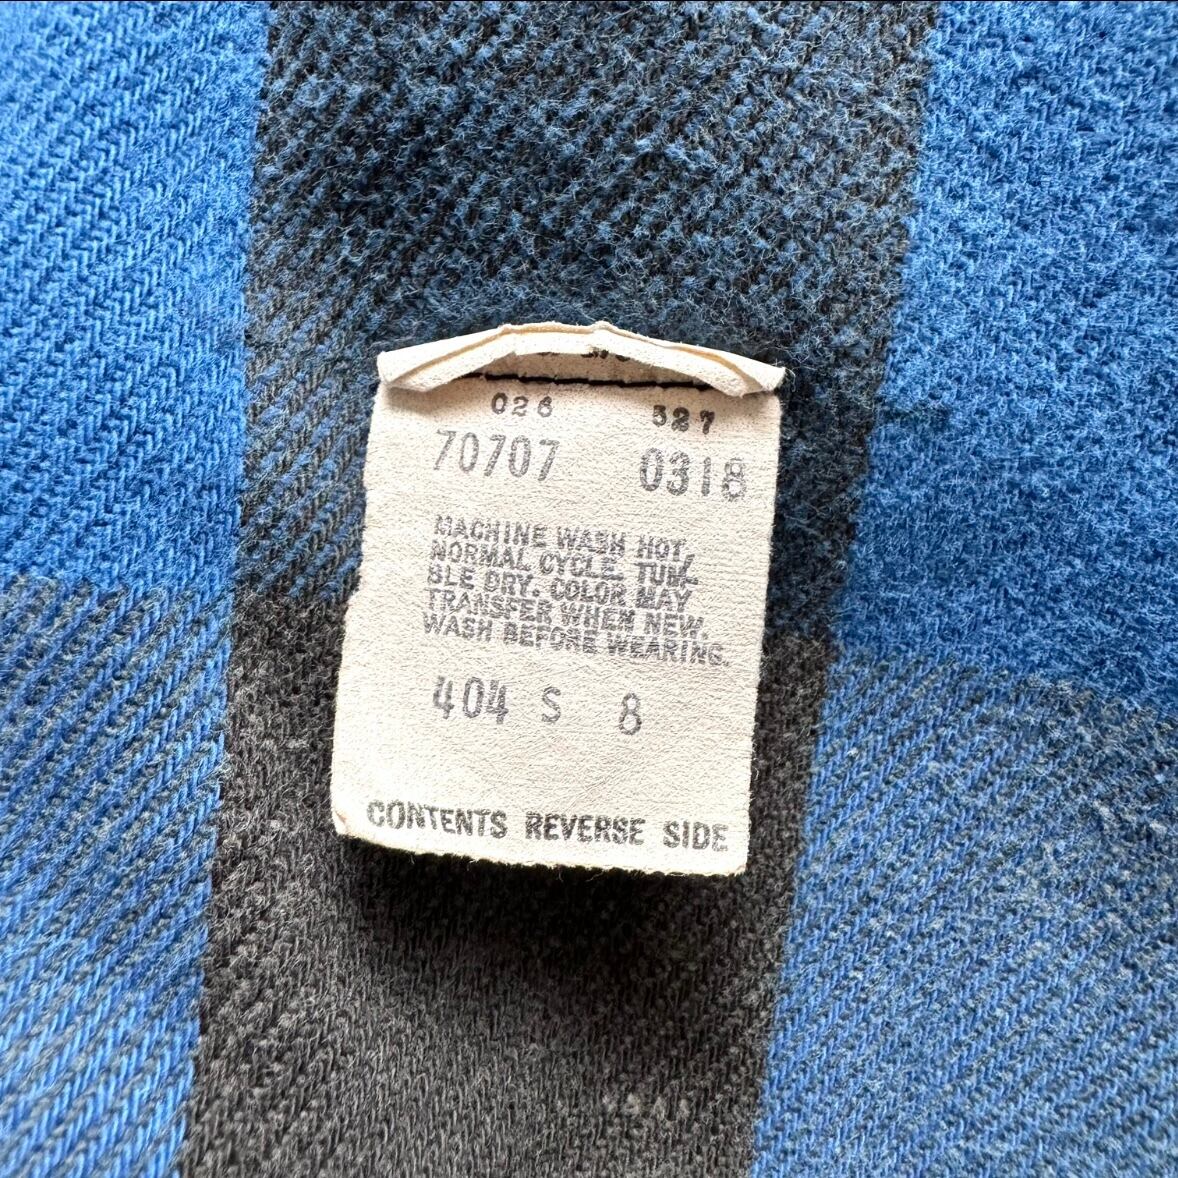 026 527
70707 0318
MACHINE WASH HOT,
NORMAL CYCLE. TUM-
BLE DRY. COLOR MAY
TRANSFER WHEN NEW.
WASH BEFORE WEARING.
404 S 8
CONTENTS REVERSE SIDE